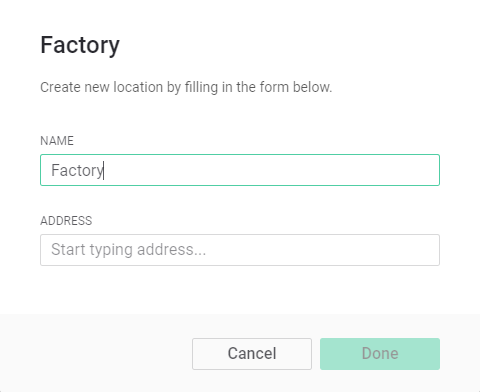 Factory
Create new location by filling in the form below.
NAME
Factory
ADDRESS
Start typing address...
Cancel
Done